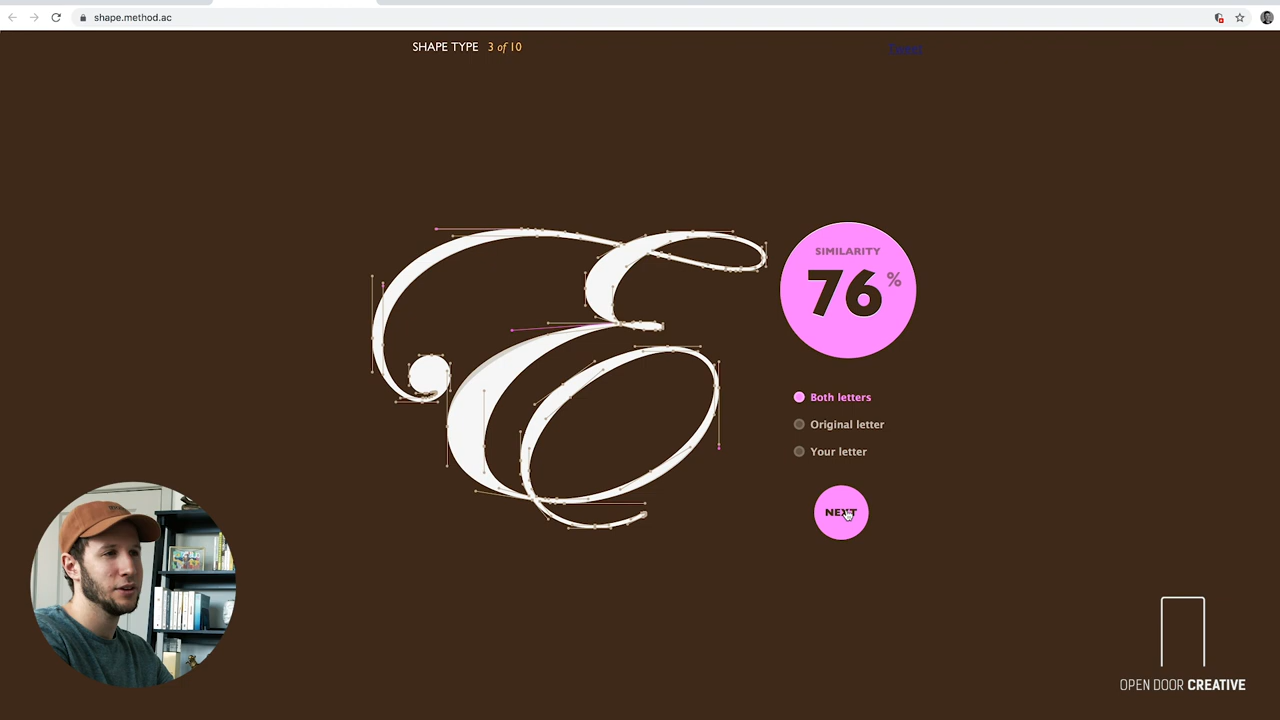 shape.method.ac
SHAPE TYPE 3 of 10
Tweet
E
SIMILARITY
76 %
Both letters
Original letter
Your letter
NEXT
OPEN DOOR CREATIVE